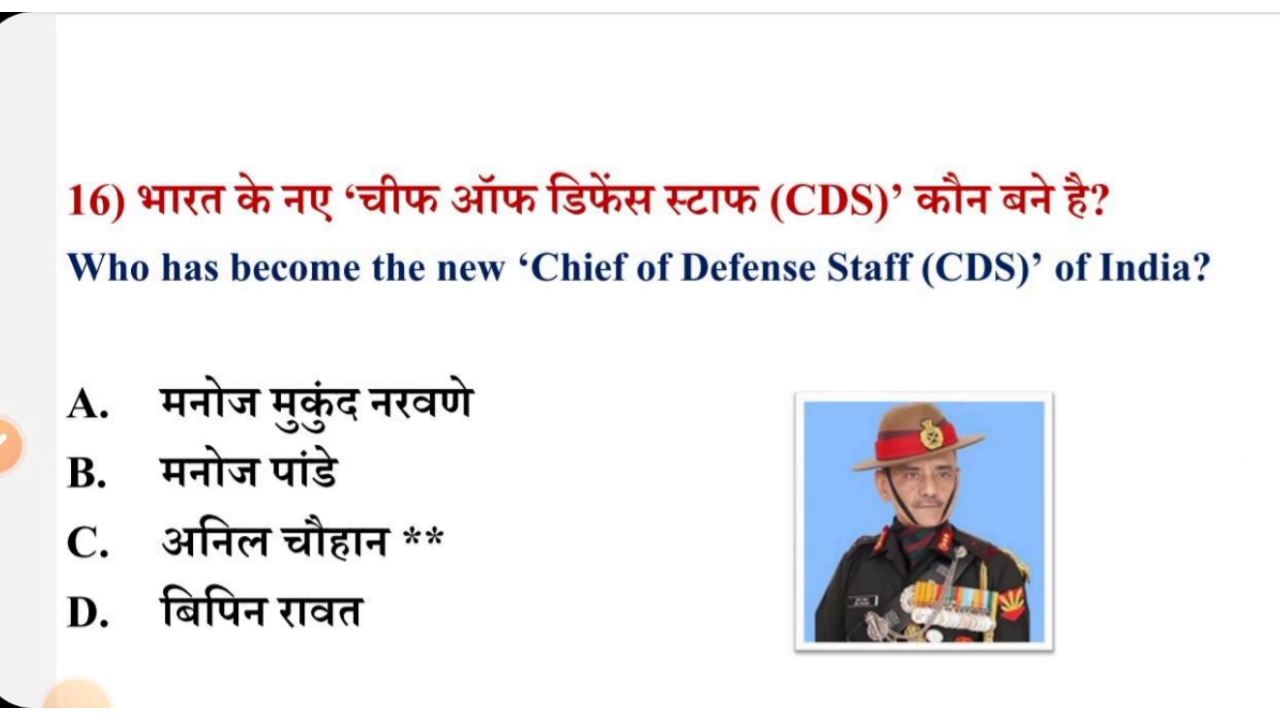 16) भारत के नए ‘चीफ ऑफ डिफेंस स्टाफ (CDS)’ कौन बने है?
Who has become the new ‘Chief of Defense Staff (CDS)’ of India?
A. मनोज मुकुंद नरवणे
B. मनोज पांडे
C. अनिल चौहान **
D. बिपिन रावत